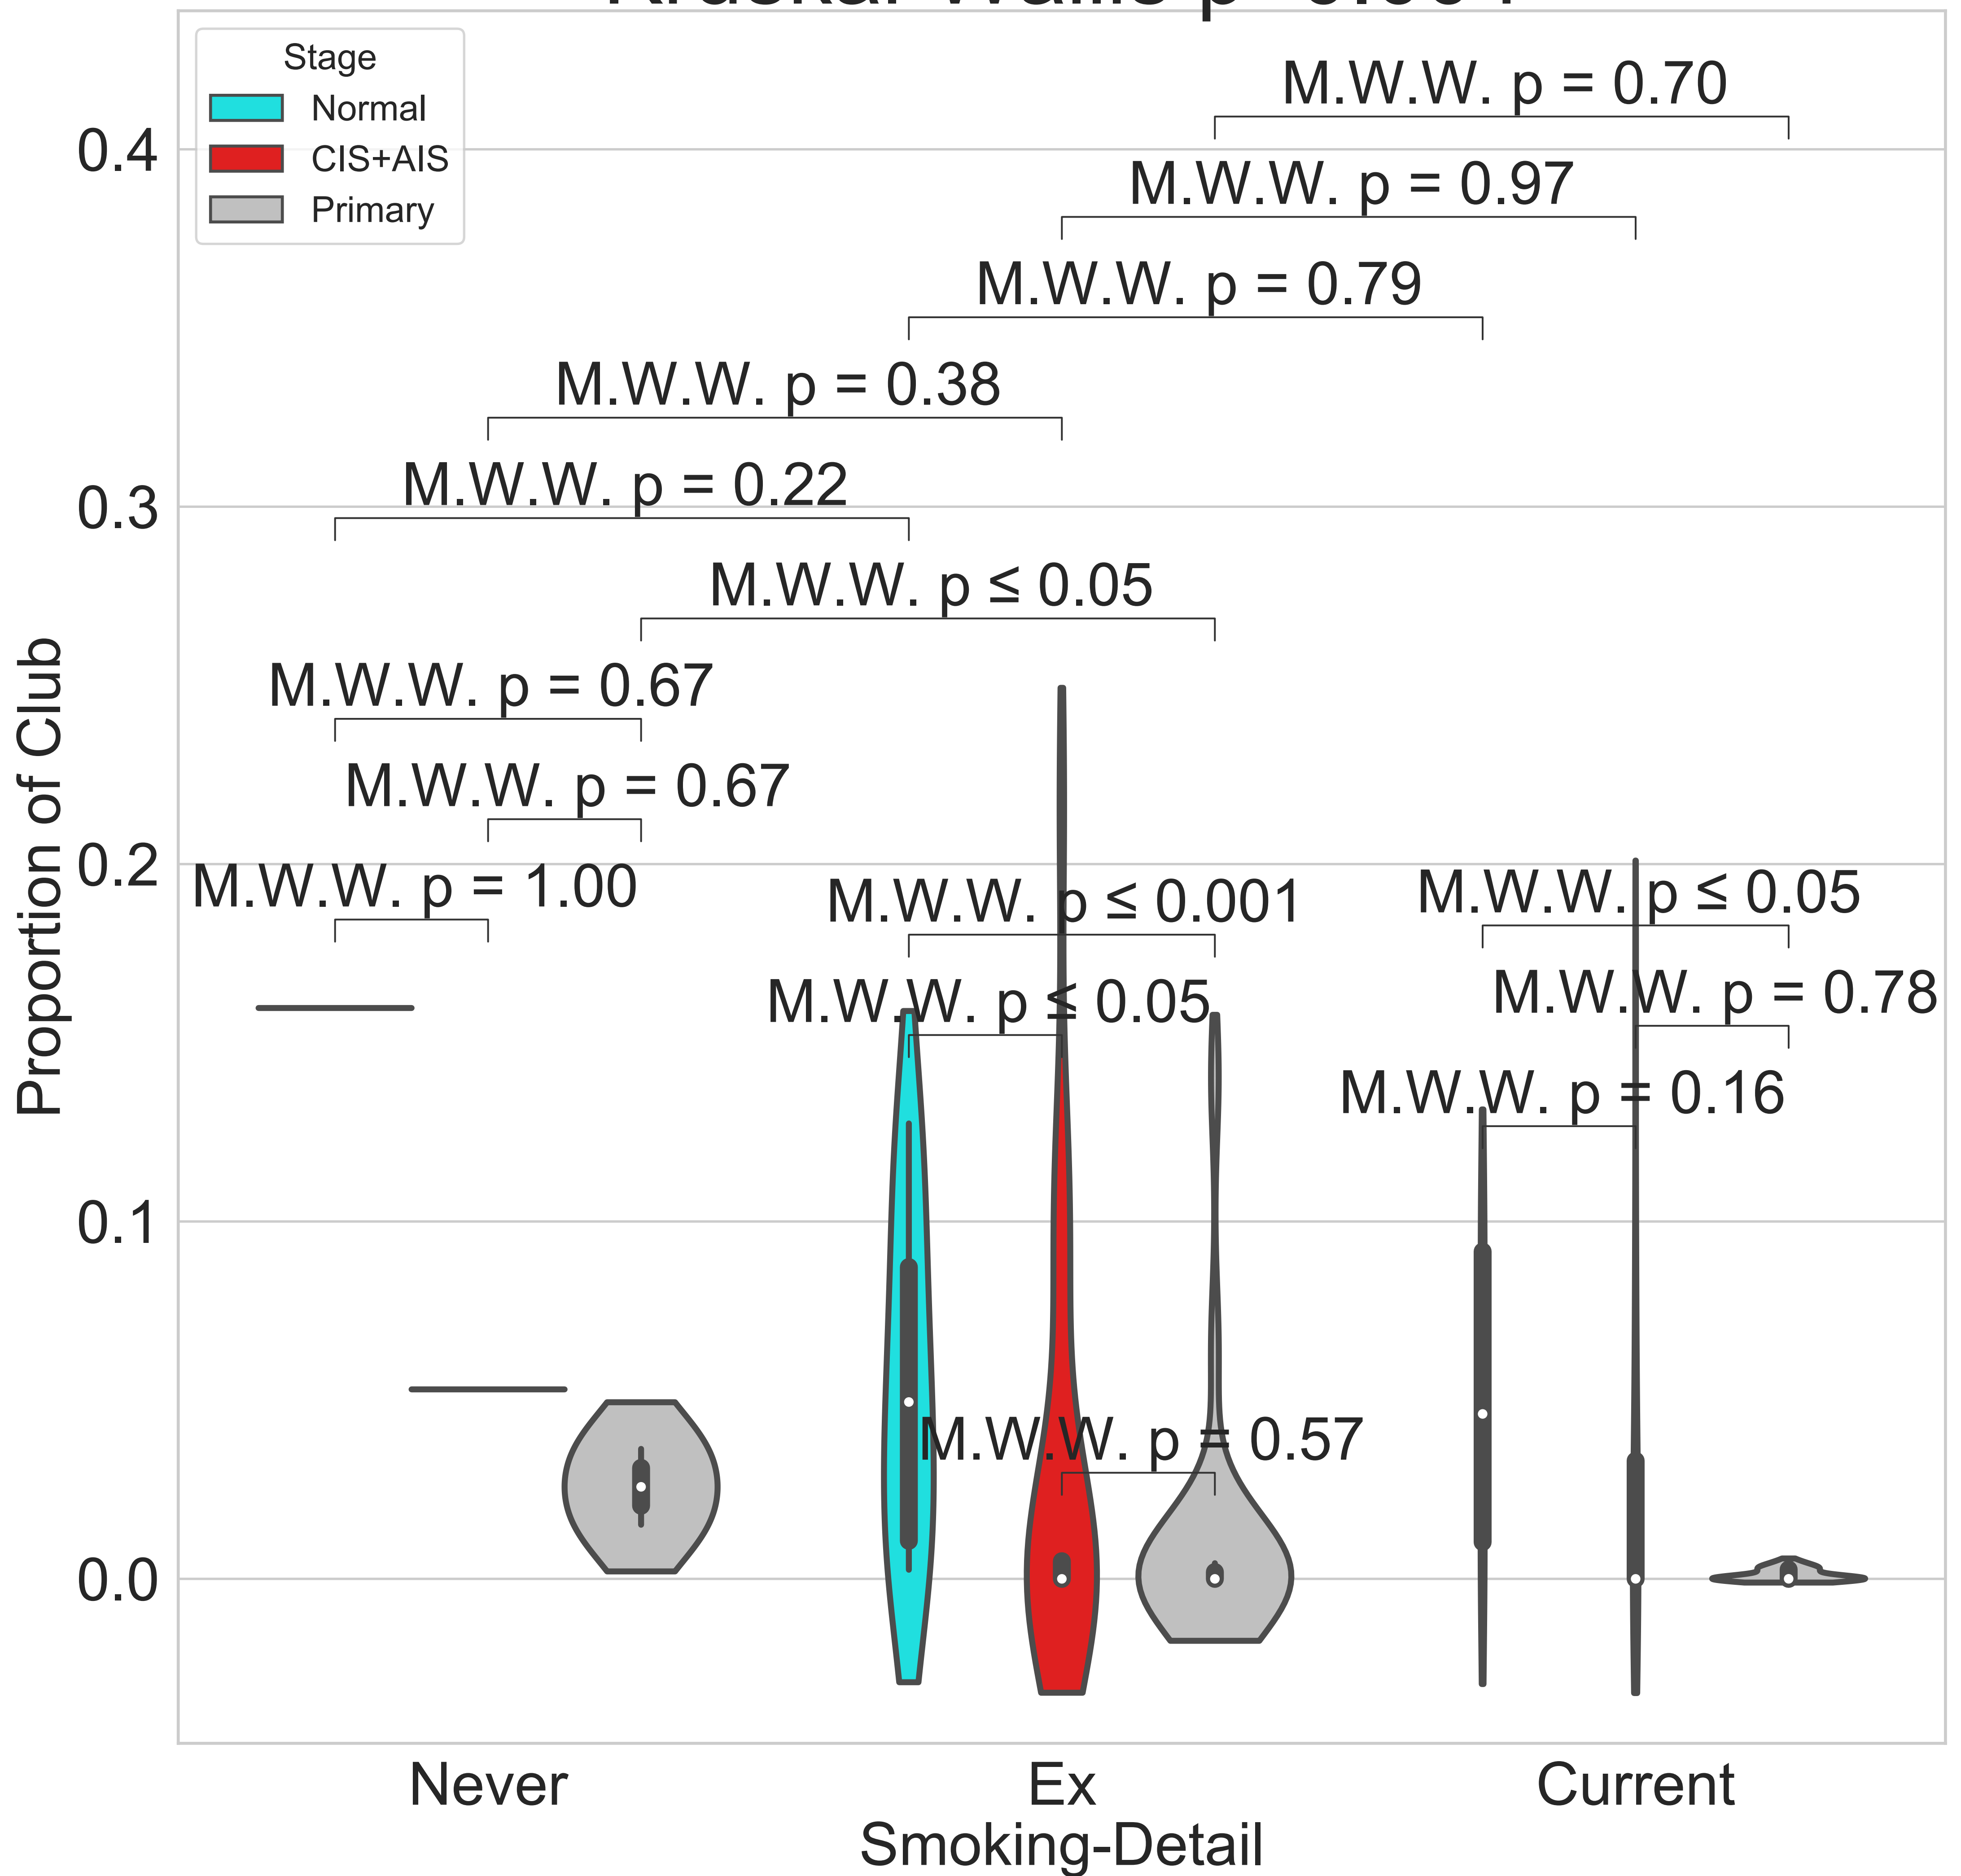 Stage
Normal
CIS+AIS
Primary
M.W.W. p = 0.70
0.4
M.W.W. p = 0.97
M.W.W. p = 0.79
M.W.W. p = 0.38
M.W.W. p = 0.22
0.3
M.W.W. p ≤ 0.05
M.W.W. p = 0.67
M.W.W. p = 0.67
0.2
M.W.W. p = 1.00
M.W.W. p ≤ 0.001
M.W.W. p ≤ 0.05
M.W.W. p ≤ 0.05
M.W.W. p = 0.78
M.W.W. p = 0.16
0.1
M.W.W. p = 0.57
0.0
Proportion of Club
Never
Ex
Current
Smoking-Detail